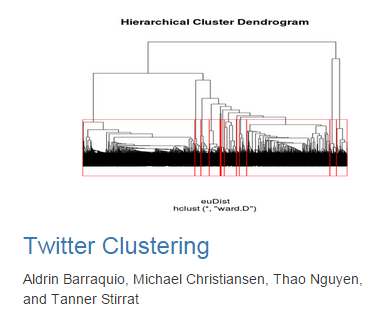 Hierarchical Cluster Dendrogram
euDist
hclust (*, "ward.D")
Twitter Clustering
Aldrin Barraquio, Michael Christiansen, Thao Nguyen,
and Tanner Stirrat